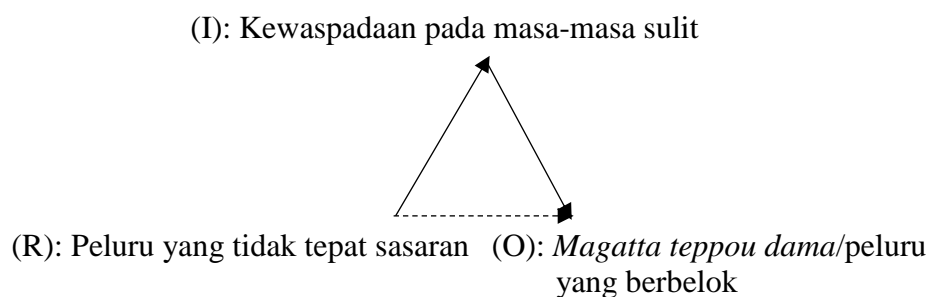 (I): Kewaspadaan pada masa-masa sulit
(R): Peluru yang tidak tepat sasaran (O): Magatta teppou dama/peluru
yang berbelok